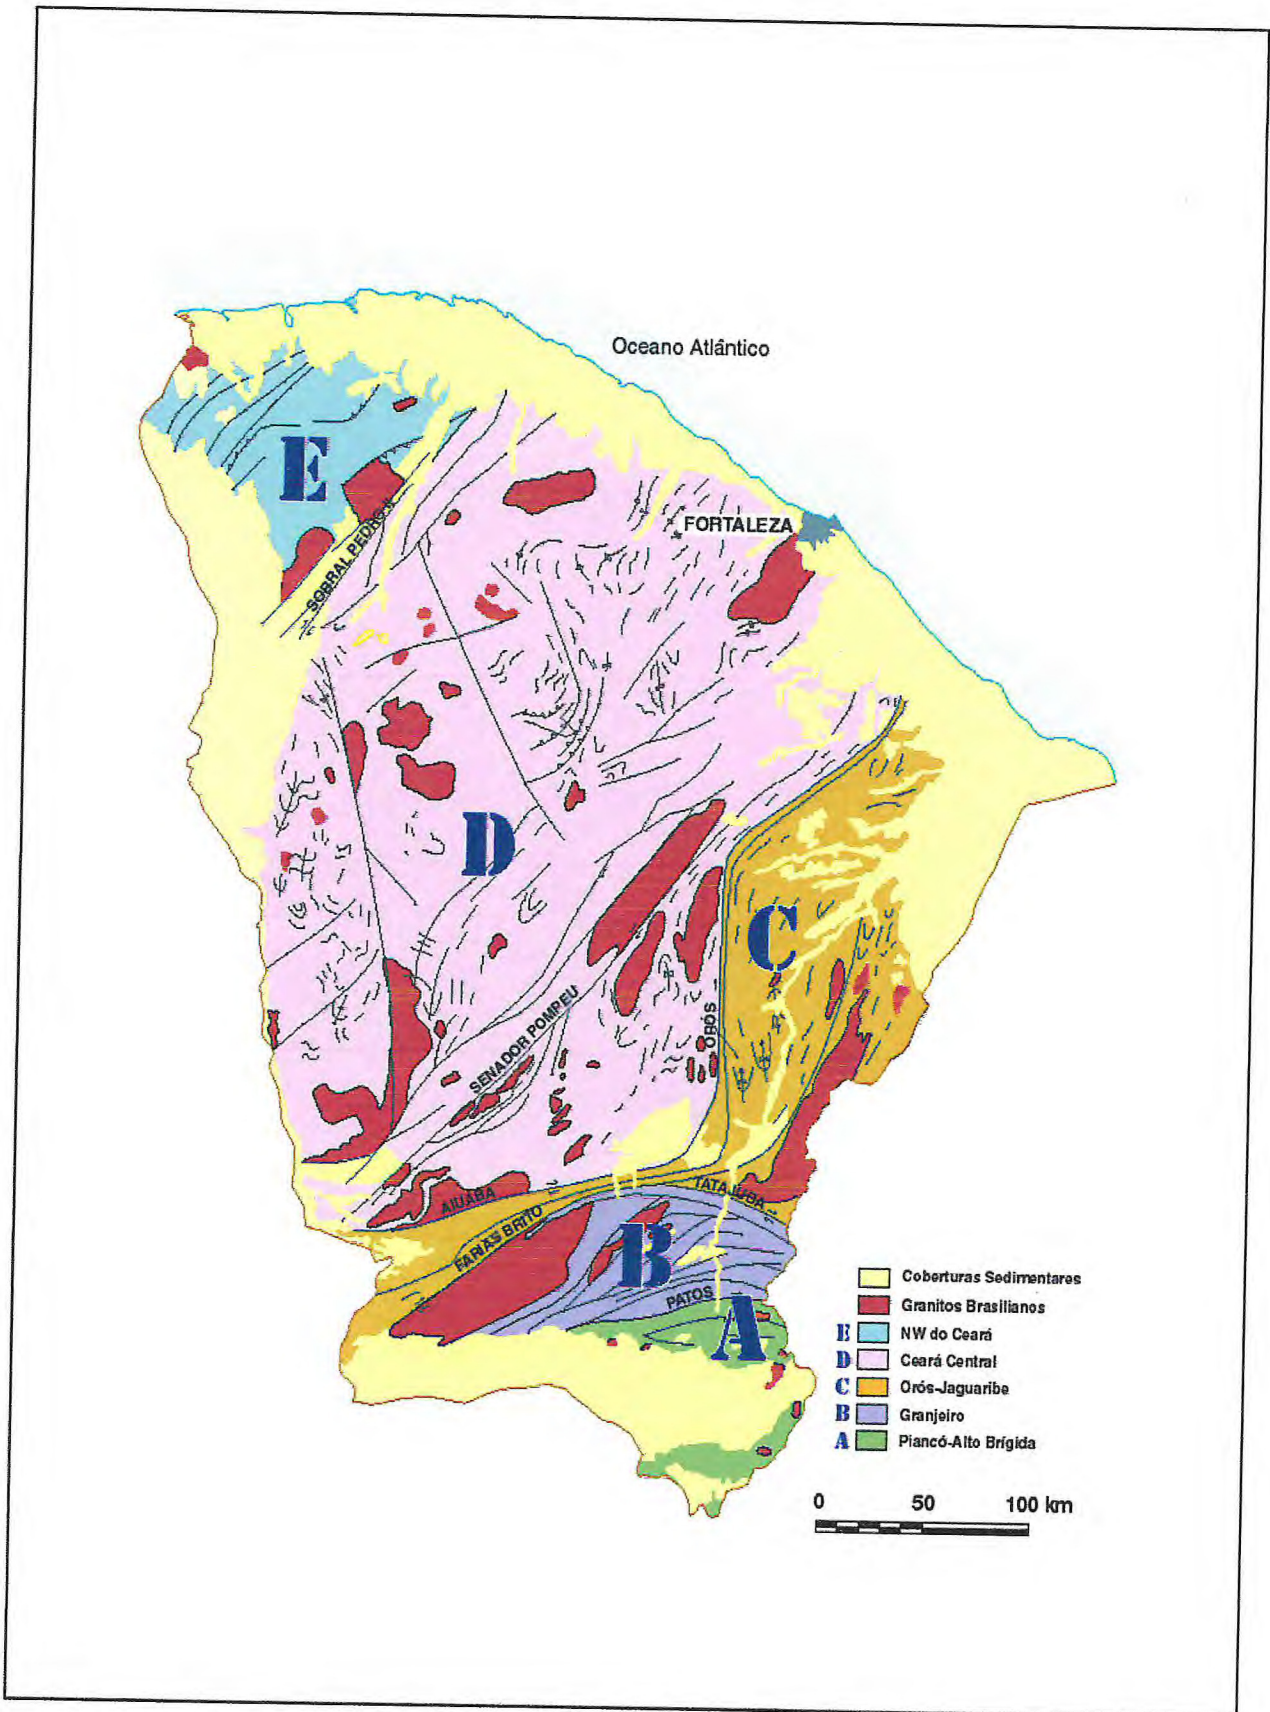 Oceano Atlântico
E
FORTALEZA
SOBRAL PEDRO II
D
C
ORÓS
SENADOR POMPEU
AIUABA
TATAJUBA
FARIAS BRITO
B
PATOS
A
Coberturas Sedimentares
Granitos Brasilianos
E NW do Ceará
D Ceará Central
C Orós-Jaguaribe
B Granjeiro
A Piancó-Alto Brígida
0 50 100 km